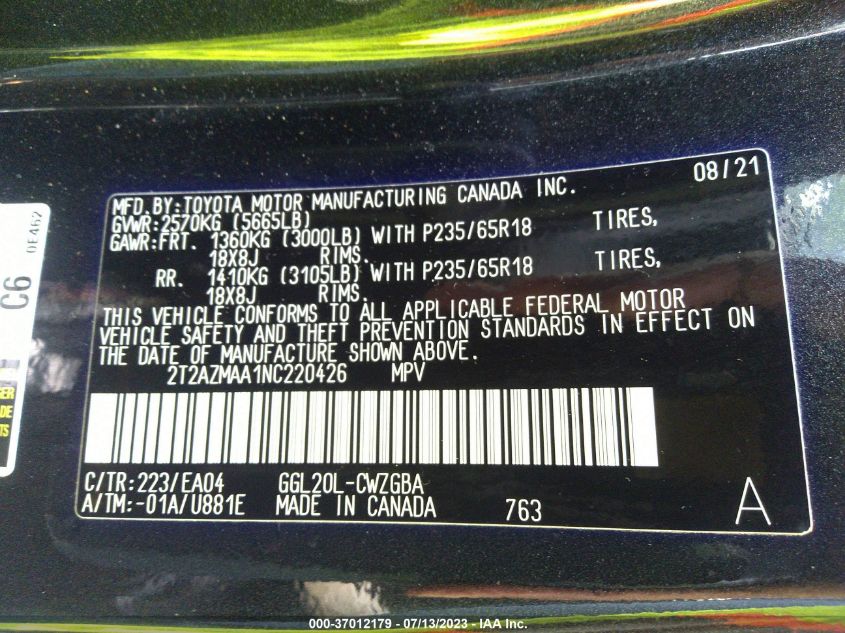 MFD. BY: TOYOTA MOTOR MANUFACTURING CANADA INC. 08/21
GVWR: 2570KG (5665LB)
GAWR: FRT. 1360KG (3000LB) WITH P235/65R18 TIRES,
18X8J RIMS.
RR. 1410KG (3105LB) WITH P235/65R18 TIRES,
18X8J RIMS.
THIS VEHICLE CONFORMS TO ALL APPLICABLE FEDERAL MOTOR
VEHICLE SAFETY AND THEFT PREVENTION STANDARDS IN EFFECT ON
THE DATE OF MANUFACTURE SHOWN ABOVE.
2T2AZMAA1NC220426 MPV
C/TR: 223/EA04 GGL20L-CWZGBA
A/TM: -01A/U881E MADE IN CANADA 763 A
C6
000-37012179 // 07/13/2023 - IAA Inc.